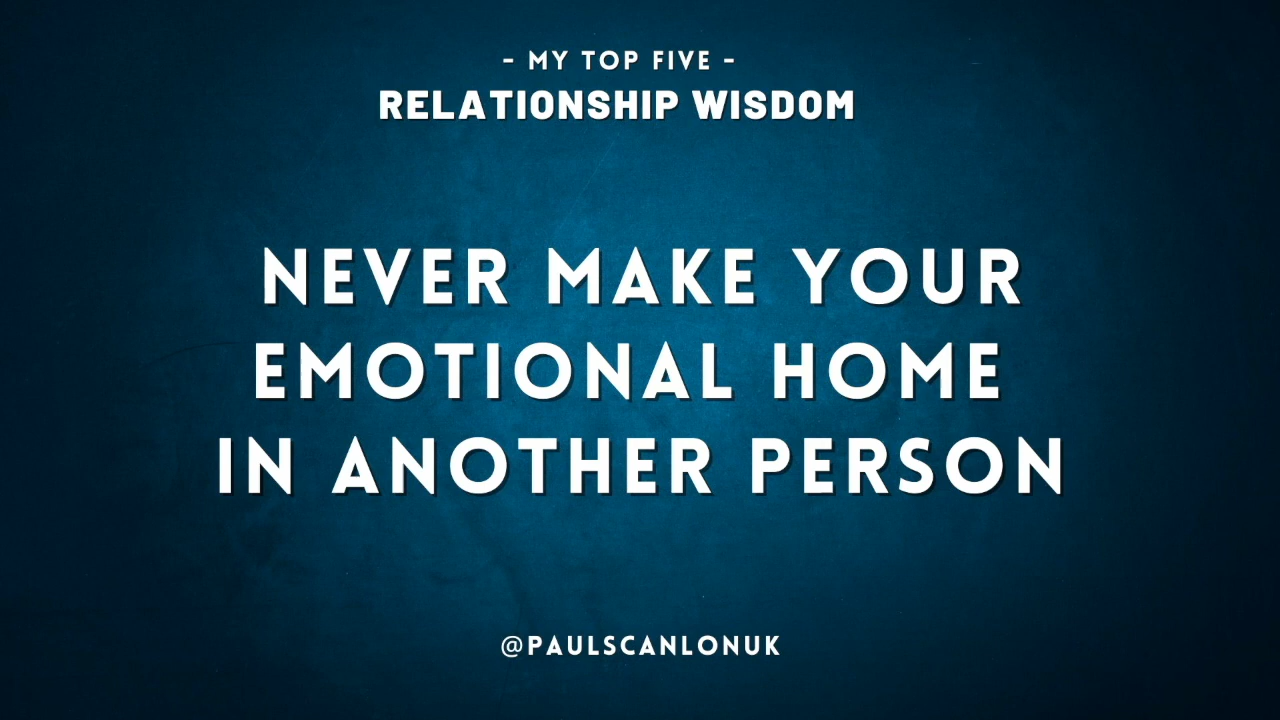 - MY TOP FIVE -
RELATIONSHIP WISDOM
NEVER MAKE YOUR
EMOTIONAL HOME
IN ANOTHER PERSON
@PAULSCANLONUK